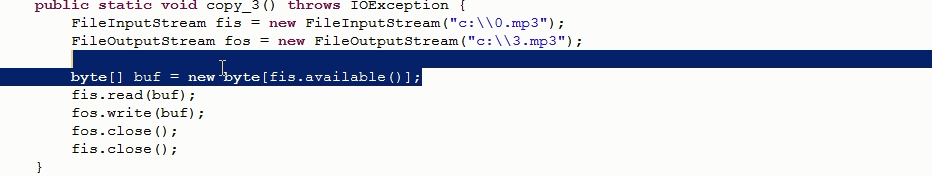 public static void copy_3() throws IOException {
FileInputStream fis = new FileInputStream("c:\\0.mp3");
FileOutputStream fos = new FileOutputStream("c:\\3.mp3");
byte[] buf = new byte[fis.available()];
fis.read(buf);
fos.write(buf);
fos.close();
fis.close();
}